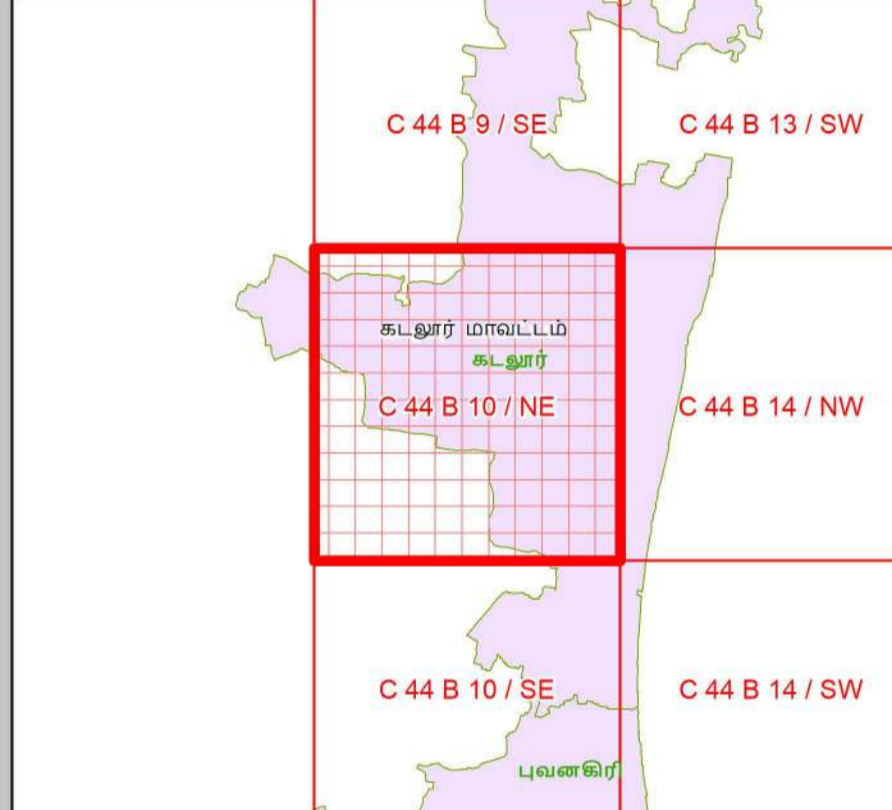 C 44 B 9 / SE
C 44 B 13 / SW
கடலூர் மாவட்டம்
கடலூர்
C 44 B 10 / NE
C 44 B 14 / NW
C 44 B 10 / SE
C 44 B 14 / SW
புவனகிரி